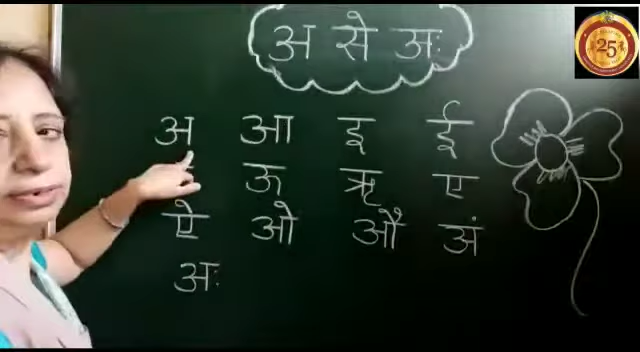 अ से अः
अ आ इ ई
ऊ ऋ ए
ऐ ओ औ अं
अः
25